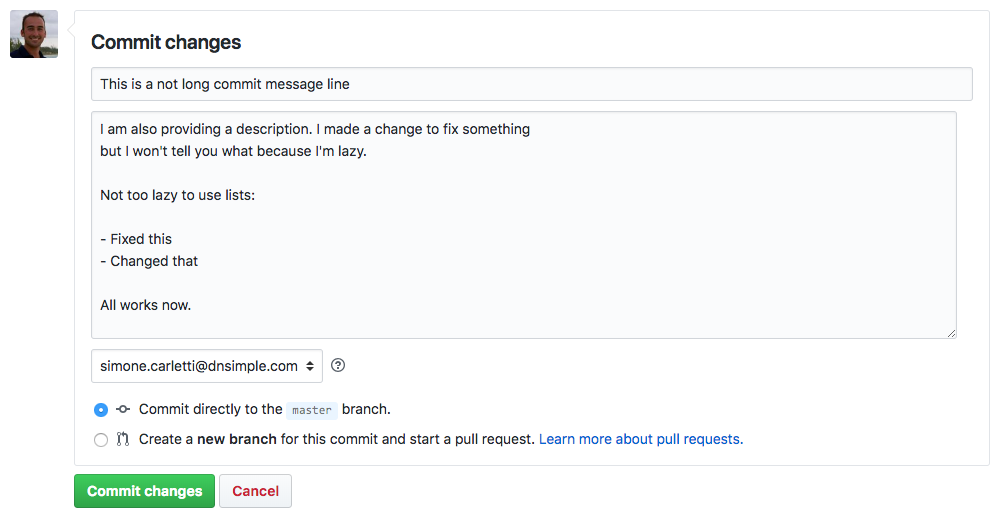 Commit changes
This is a not long commit message line
I am also providing a description. I made a change to fix something
but I won't tell you what because I'm lazy.
Not too lazy to use lists:
- Fixed this
- Changed that
All works now.
simone.carletti@dnsimple.com
Commit directly to the master branch.
Create a new branch for this commit and start a pull request. Learn more about pull requests.
Commit changes Cancel